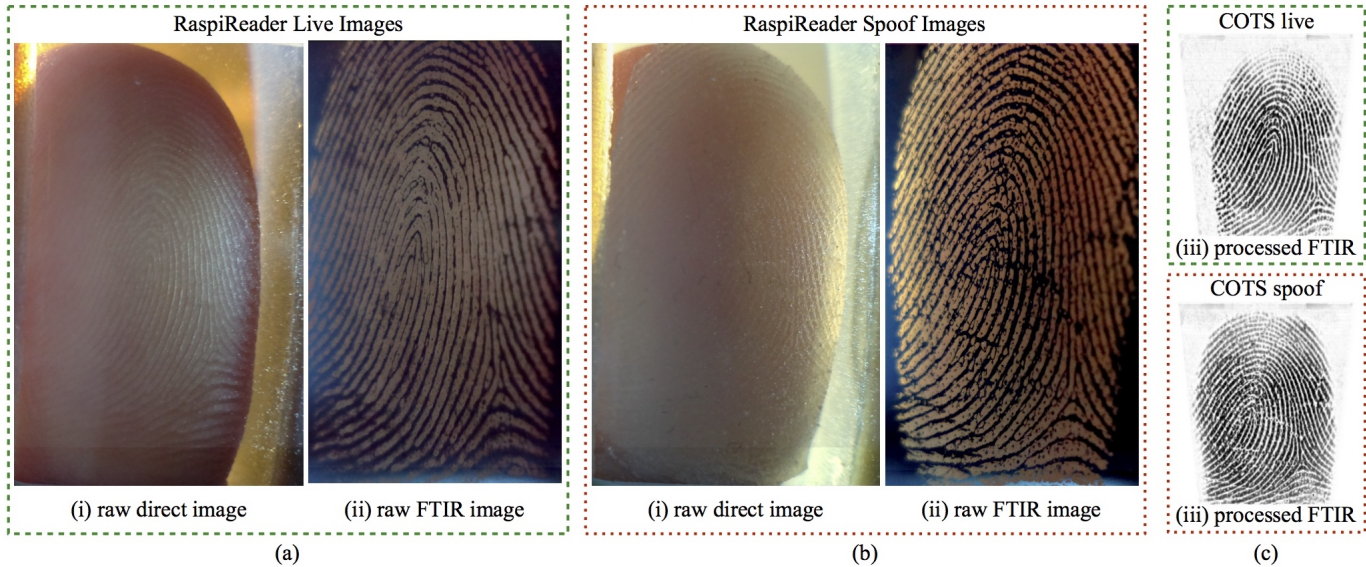 RaspiReader Live Images
(i) raw direct image
(ii) raw FTIR image
(a)
RaspiReader Spoof Images
(i) raw direct image
(ii) raw FTIR image
(b)
COTS live
(iii) processed FTIR
COTS spoof
(iii) processed FTIR
(c)